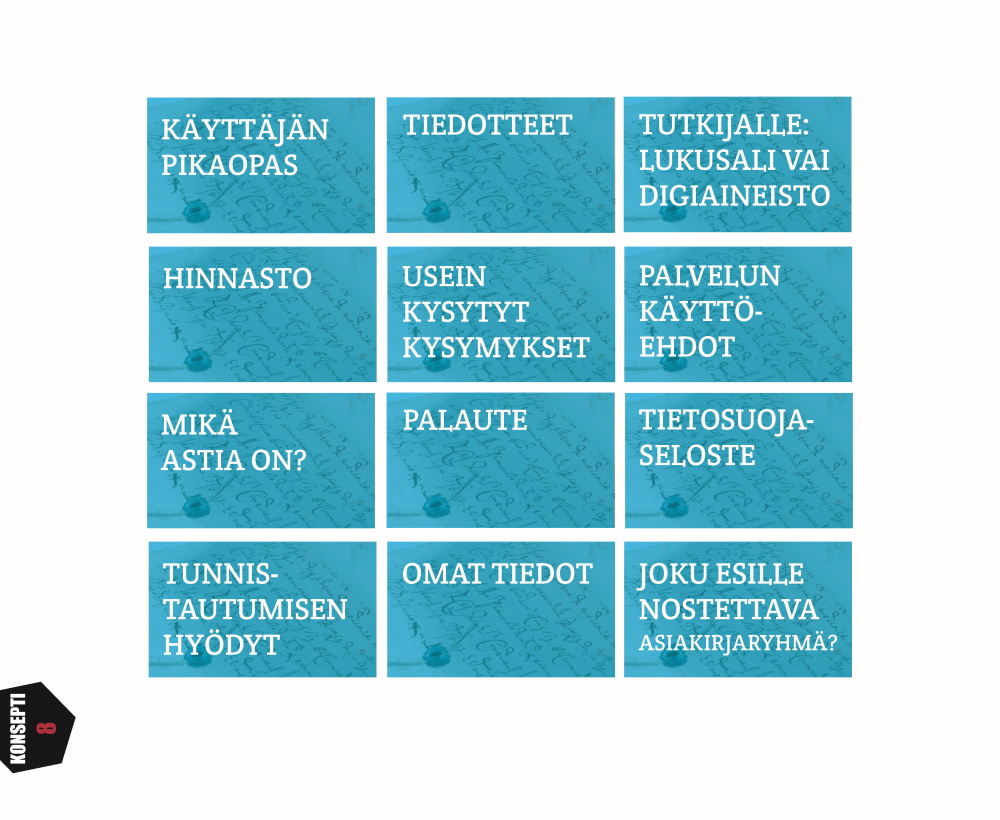 KÄYTTÄJÄN
PIKAOPAS
TIEDOTTEET
TUTKIJALLE:
LUKUSALI VAI
DIGIAINEISTO
HINNASTO
USEIN
KYSYTYT
KYSYMYKSET
PALVELUN
KÄYTTÖ-
EHDOT
MIKÄ
ASTIA ON?
PALAUTE
TIETOSUOJA-
SELOSTE
TUNNIS-
TAUTUMISEN
HYÖDYT
OMAT TIEDOT
JOKU ESILLE
NOSTETTAVA
ASIAKIRJARYHMÄ?
KONSEPTI
8